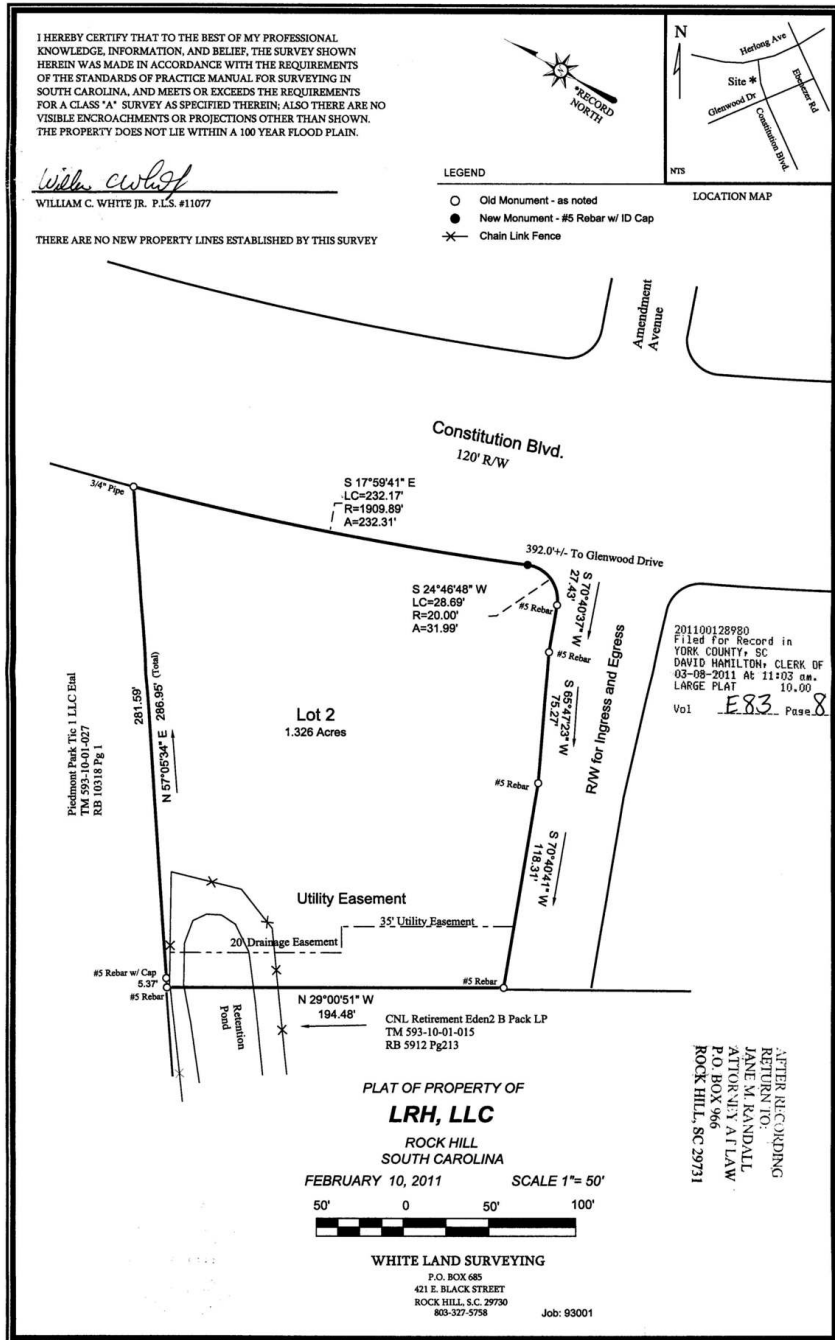 I HEREBY CERTIFY THAT TO THE BEST OF MY PROFESSIONAL
KNOWLEDGE, INFORMATION, AND BELIEF, THE SURVEY SHOWN
HEREIN WAS MADE IN ACCORDANCE WITH THE REQUIREMENTS
OF THE STANDARDS OF PRACTICE MANUAL FOR SURVEYING IN
SOUTH CAROLINA, AND MEETS OR EXCEEDS THE REQUIREMENTS
FOR A CLASS "A" SURVEY AS SPECIFIED THEREIN; ALSO THERE ARE NO
VISIBLE ENCROACHMENTS OR PROJECTIONS OTHER THAN SHOWN.
THE PROPERTY DOES NOT LIE WITHIN A 100 YEAR FLOOD PLAIN.
WILLIAM C. WHITE JR. P.L.S. #11077
THERE ARE NO NEW PROPERTY LINES ESTABLISHED BY THIS SURVEY
*RECORD
NORTH
N
Herlong Ave
Site *
Ebenezer Rd
Glenwood Dr
Constitution Blvd.
NTS
LOCATION MAP
LEGEND
Old Monument - as noted
New Monument - #5 Rebar w/ ID Cap
Chain Link Fence
Amendment
Avenue
Constitution Blvd.
120' R/W
3/4" Pipe
S 17°59'41" E
LC=232.17'
R=1909.89'
A=232.31'
392.0'+/- To Glenwood Drive
S 24°46'48" W
LC=28.69'
R=20.00'
A=31.99'
#5 Rebar
S 70°40'37" W
27.43'
#5 Rebar
S 65°47'23" W
75.27'
R/W for Ingress and Egress
201100128980
Filed for Record in
YORK COUNTY, SC
DAVID HAMILTON, CLERK OF
03-08-2011 At 11:03 am.
LARGE PLAT 10.00
Vol E83 Page 8
Lot 2
1.326 Acres
281.59'
N 57°05'34" E 286.95' (Total)
Piedmont Park Tic 1 LLC Etal
TM 593-10-01-027
RB 10318 Pg 1
#5 Rebar
S 70°40'41" W
118.31'
Utility Easement
35' Utility Easement
20' Drainage Easement
#5 Rebar w/ Cap
5.37'
#5 Rebar
#5 Rebar
Retention
Pond
N 29°00'51" W
194.48'
CNL Retirement Eden2 B Pack LP
TM 593-10-01-015
RB 5912 Pg213
AFTER RECORDING
RETURN TO:
JANE M. RANDALL
ATTORNEY AT LAW
P.O. BOX 966
ROCK HILL, SC 29731
PLAT OF PROPERTY OF
LRH, LLC
ROCK HILL
SOUTH CAROLINA
FEBRUARY 10, 2011 SCALE 1"= 50'
50' 0 50' 100'
WHITE LAND SURVEYING
P.O. BOX 685
421 E. BLACK STREET
ROCK HILL, S.C. 29730
803-327-5758 Job: 93001